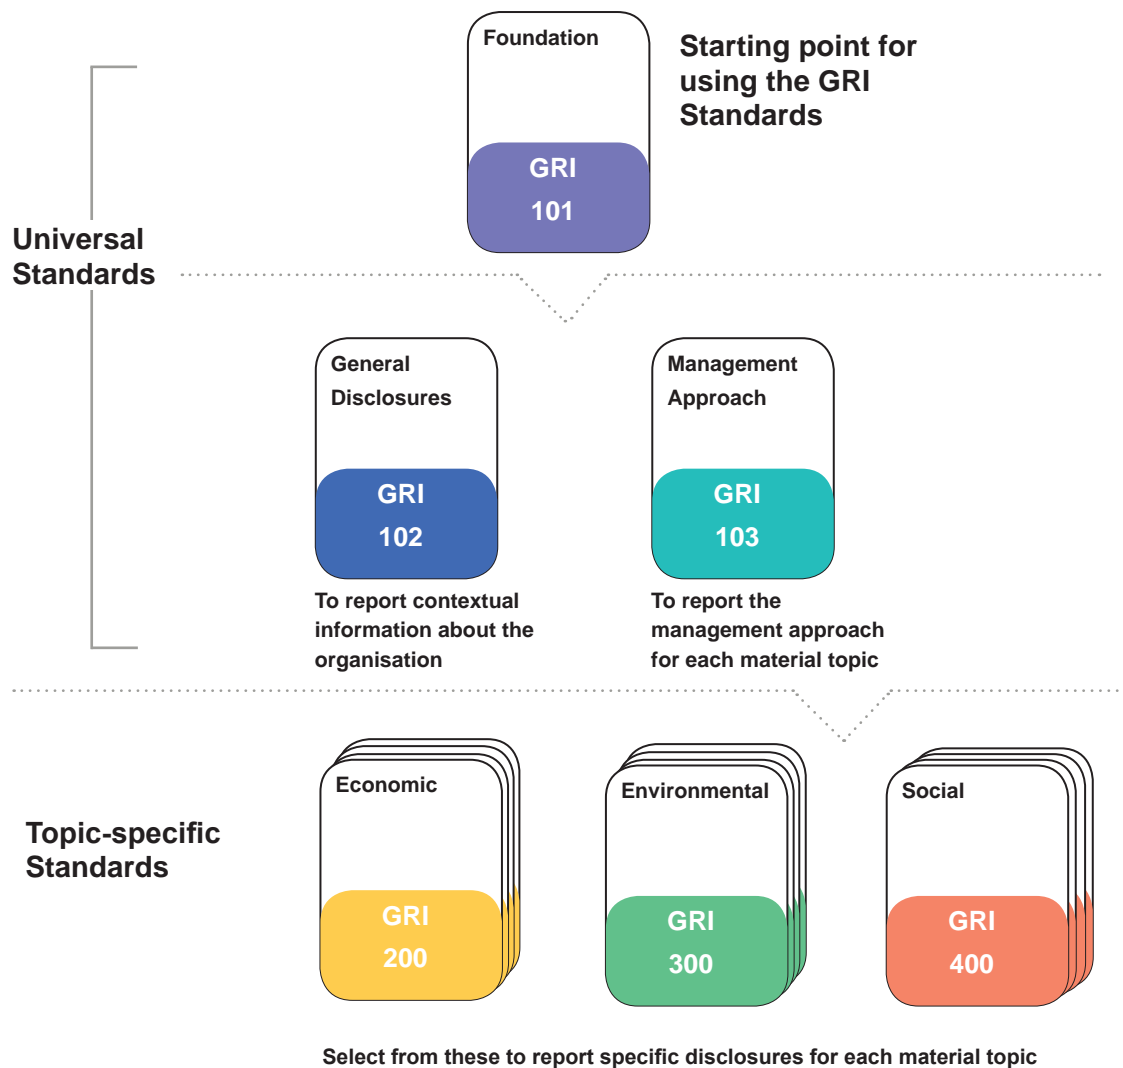 Foundation
Starting point for
using the GRI
Standards
GRI
101
Universal
Standards
General
Disclosures
GRI
102
To report contextual
information about the
organisation
Management
Approach
GRI
103
To report the
management approach
for each material topic
Topic-specific
Standards
Economic
GRI
200
Environmental
GRI
300
Social
GRI
400
Select from these to report specific disclosures for each material topic